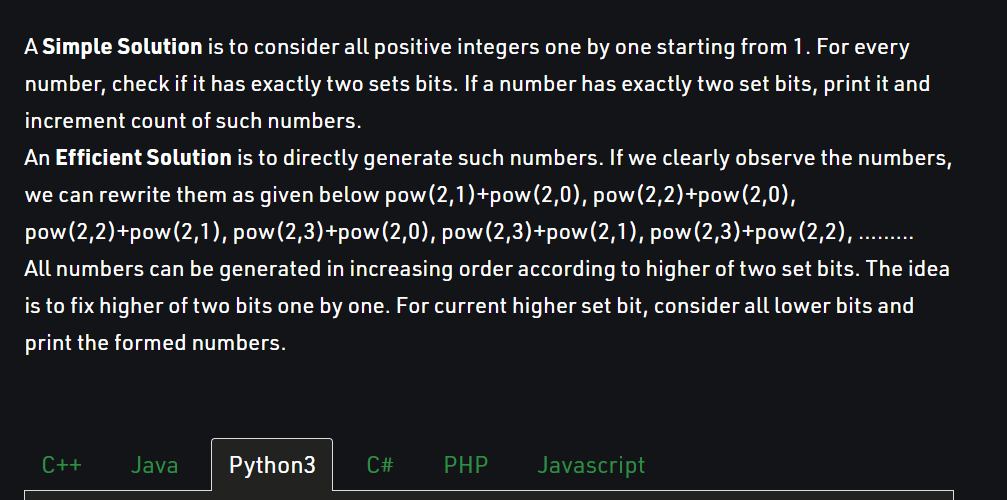 A Simple Solution is to consider all positive integers one by one starting from 1. For every
number, check if it has exactly two sets bits. If a number has exactly two set bits, print it and
increment count of such numbers.
An Efficient Solution is to directly generate such numbers. If we clearly observe the numbers,
we can rewrite them as given below pow(2,1)+pow(2,0), pow(2,2)+pow(2,0),
pow(2,2)+pow(2,1), pow(2,3)+pow(2,0), pow(2,3)+pow(2,1), pow(2,3)+pow(2,2), .........
All numbers can be generated in increasing order according to higher of two set bits. The idea
is to fix higher of two bits one by one. For current higher set bit, consider all lower bits and
print the formed numbers.
C++ Java Python3 C# PHP Javascript